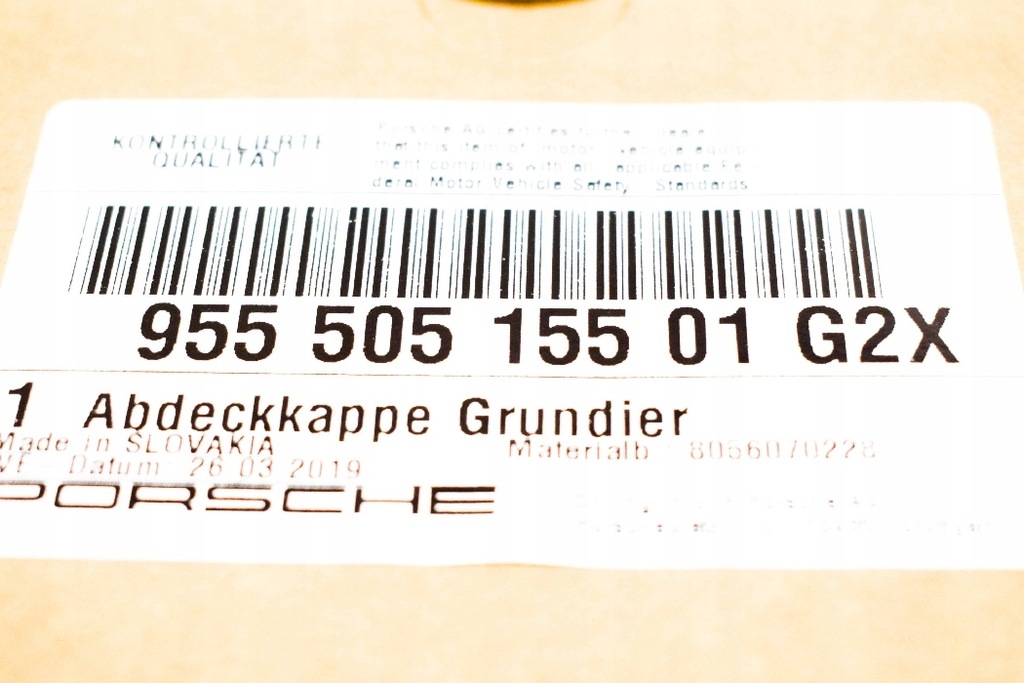 KONTROLLIERTE
QUALITÄT
Porsche AG certifies to the dealer
that this item of motor vehicle equip-
ment complies with all applicable Fe-
deral Motor Vehicle Safety Standards
955 505 155 01 G2X
1 Abdeckkappe Grundier
Made in SLOVAKIA
Materialb 8056070228
VE - Datum: 26 03 2019
PORSCHE